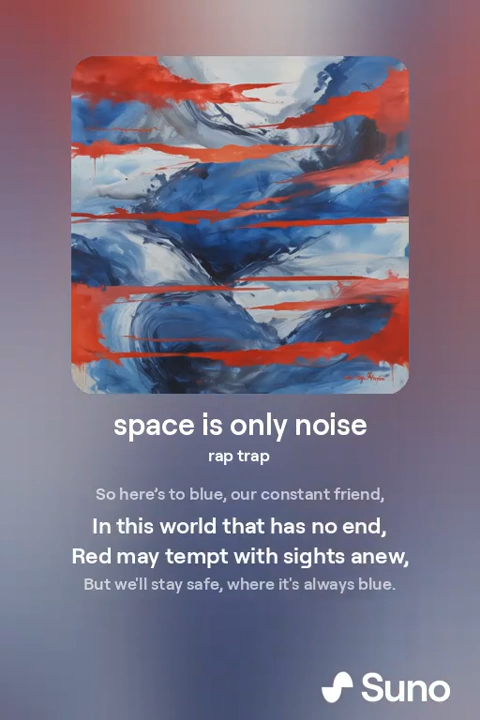 space is only noise
rap trap
So here's to blue, our constant friend,
In this world that has no end,
Red may tempt with sights anew,
But we'll stay safe, where it's always blue.
Suno